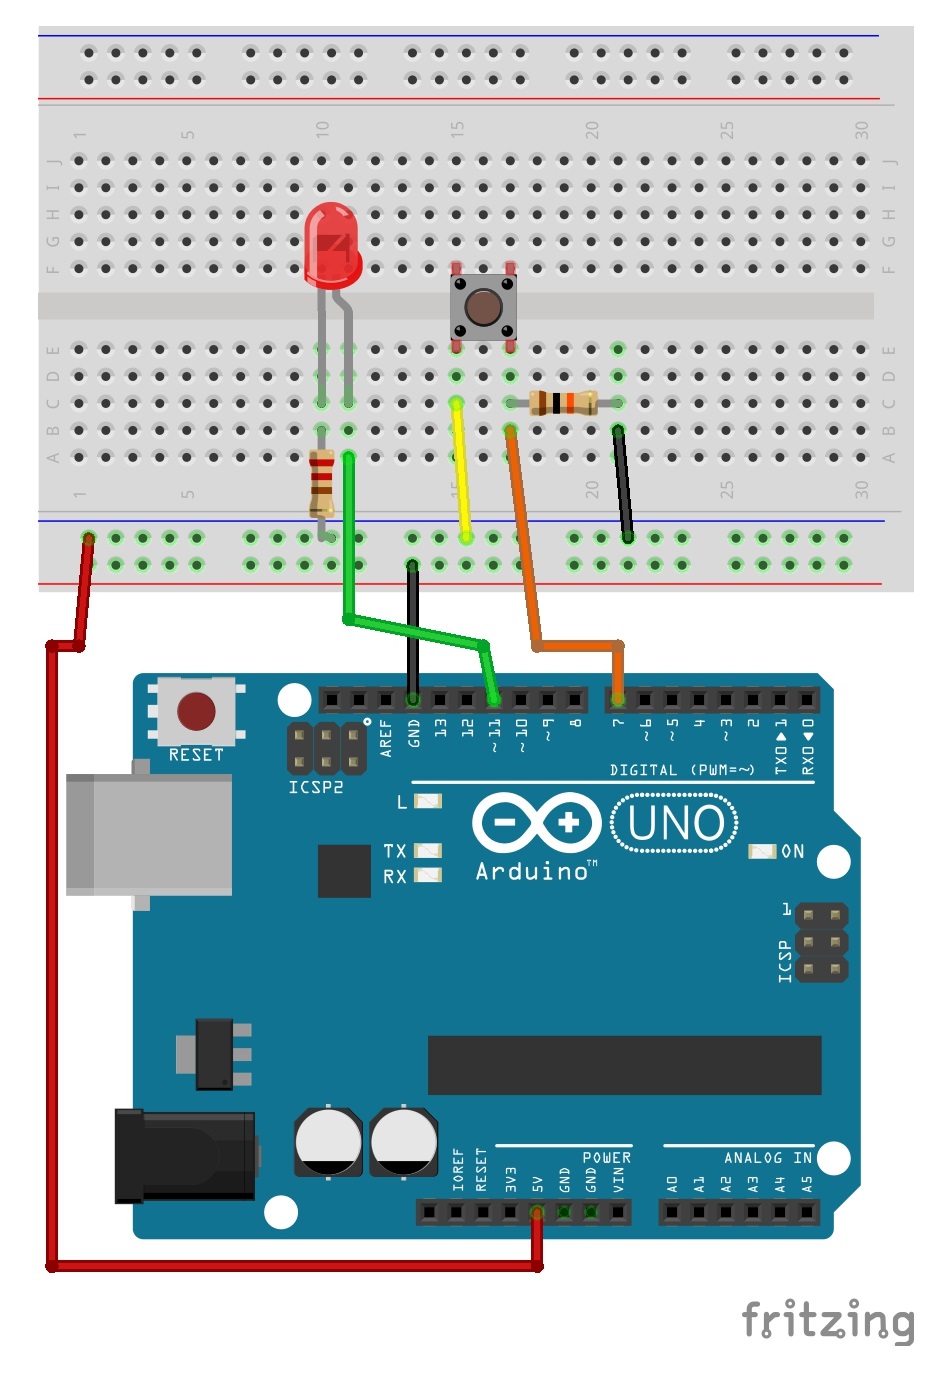 1 5 10 15 20 25 30
J J
I I
H H
G G
F F
E E
D D
C C
B B
A A
1 5 15 20 25 30
RESET
ICSP2
AREF
GND
13
12
~11
~10
~9
8
7
~6
~5
4
~3
2
TX0▶1
RX0◀0
DIGITAL (PWM=~)
L
TX
RX
UNO
Arduino™
ON
1
ICSP
POWER
ANALOG IN
IOREF
RESET
3V3
5V
GND
GND
VIN
A0
A1
A2
A3
A4
A5
fritzing